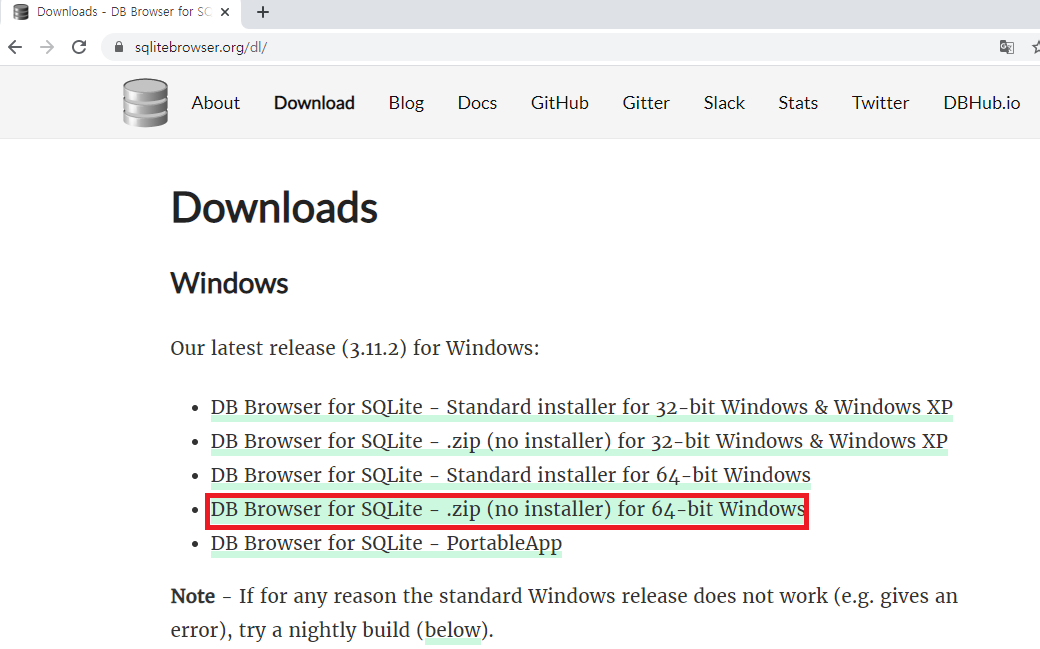 Downloads - DB Browser for SC
sqlitebrowser.org/dl/
About Download Blog Docs GitHub Gitter Slack Stats Twitter DBHub.io
Downloads
Windows
Our latest release (3.11.2) for Windows:
• DB Browser for SQLite - Standard installer for 32-bit Windows & Windows XP
• DB Browser for SQLite - .zip (no installer) for 32-bit Windows & Windows XP
• DB Browser for SQLite - Standard installer for 64-bit Windows
• DB Browser for SQLite - .zip (no installer) for 64-bit Windows
• DB Browser for SQLite - PortableApp
Note - If for any reason the standard Windows release does not work (e.g. gives an
error), try a nightly build (below).